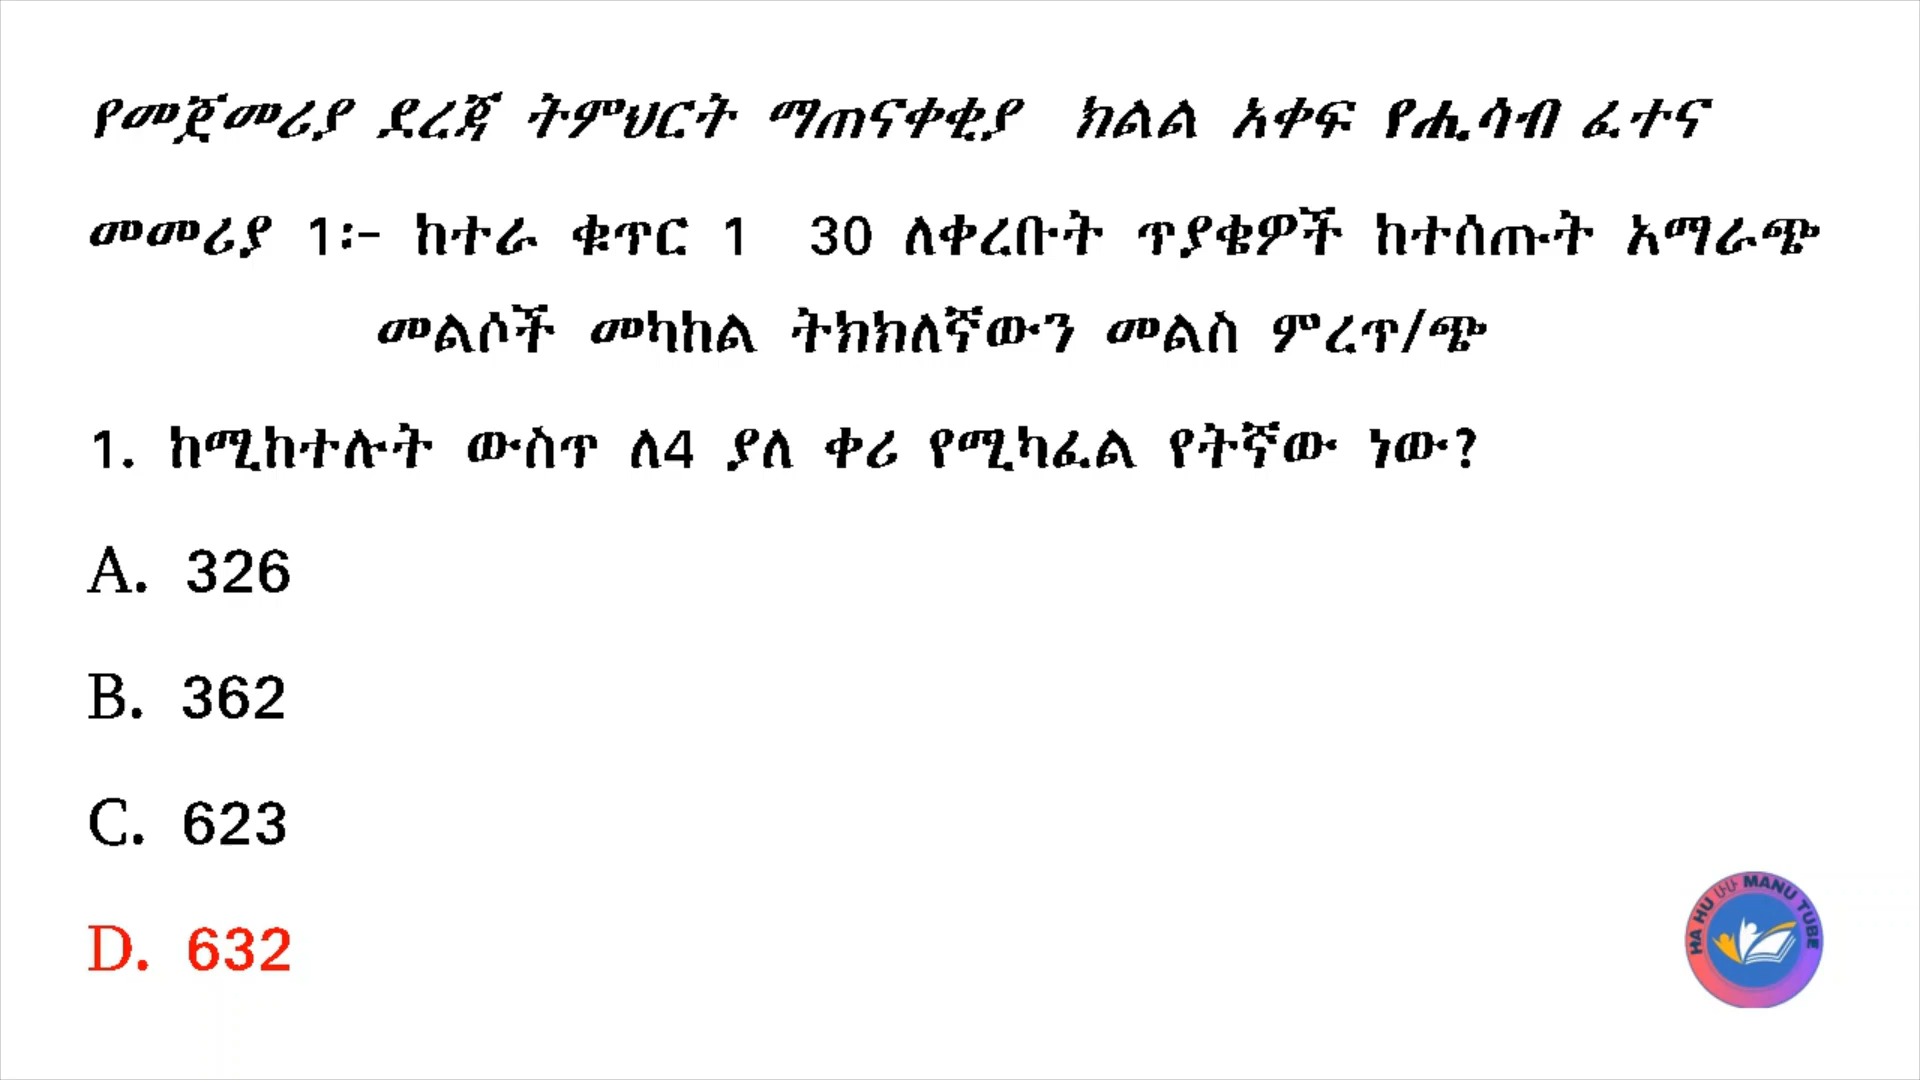 የመጀመሪያ ደረጃ ትምህርት ማጠናቀቂያ ክልል አቀፍ የሒሳብ ፈተና
መመሪያ 1፡- ከተራ ቁጥር 1 30 ለቀረቡት ጥያቄዎች ከተሰጡት አማራጭ
መልሶች መካከል ትክክለኛውን መልስ ምረጥ/ጭ
1. ከሚከተሉት ውስጥ ለ4 ያለ ቀሪ የሚካፈል የትኛው ነው?
A. 326
B. 362
C. 623
D. 632
HA HU ሀሁ MANU TUBE